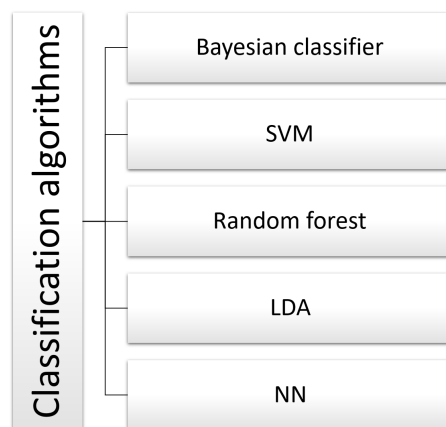 Classification algorithms
Bayesian classifier
SVM
Random forest
LDA
NN